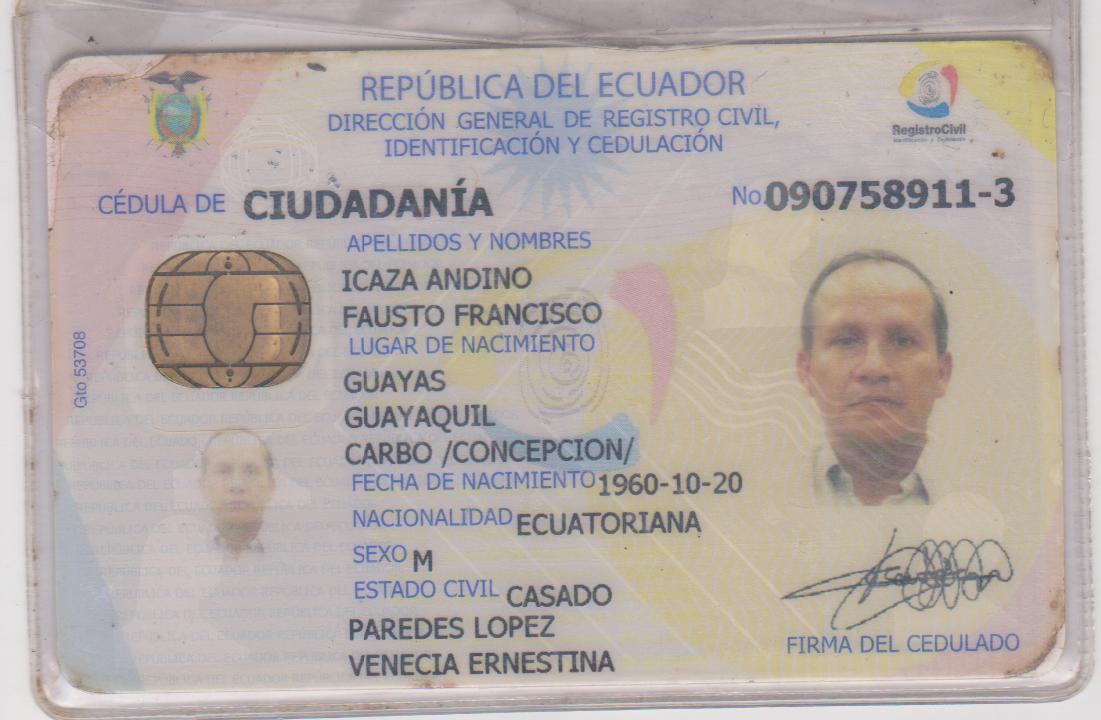 REPÚBLICA DEL ECUADOR
DIRECCIÓN GENERAL DE REGISTRO CIVIL,
IDENTIFICACIÓN Y CEDULACIÓN
RegistroCivil
CÉDULA DE CIUDADANÍA
No.090758911-3
APELLIDOS Y NOMBRES
ICAZA ANDINO
FAUSTO FRANCISCO
LUGAR DE NACIMIENTO
GUAYAS
GUAYAQUIL
CARBO /CONCEPCION/
FECHA DE NACIMIENTO 1960-10-20
NACIONALIDAD ECUATORIANA
SEXO M
ESTADO CIVIL CASADO
PAREDES LOPEZ
VENECIA ERNESTINA
FIRMA DEL CEDULADO
Gto 53708